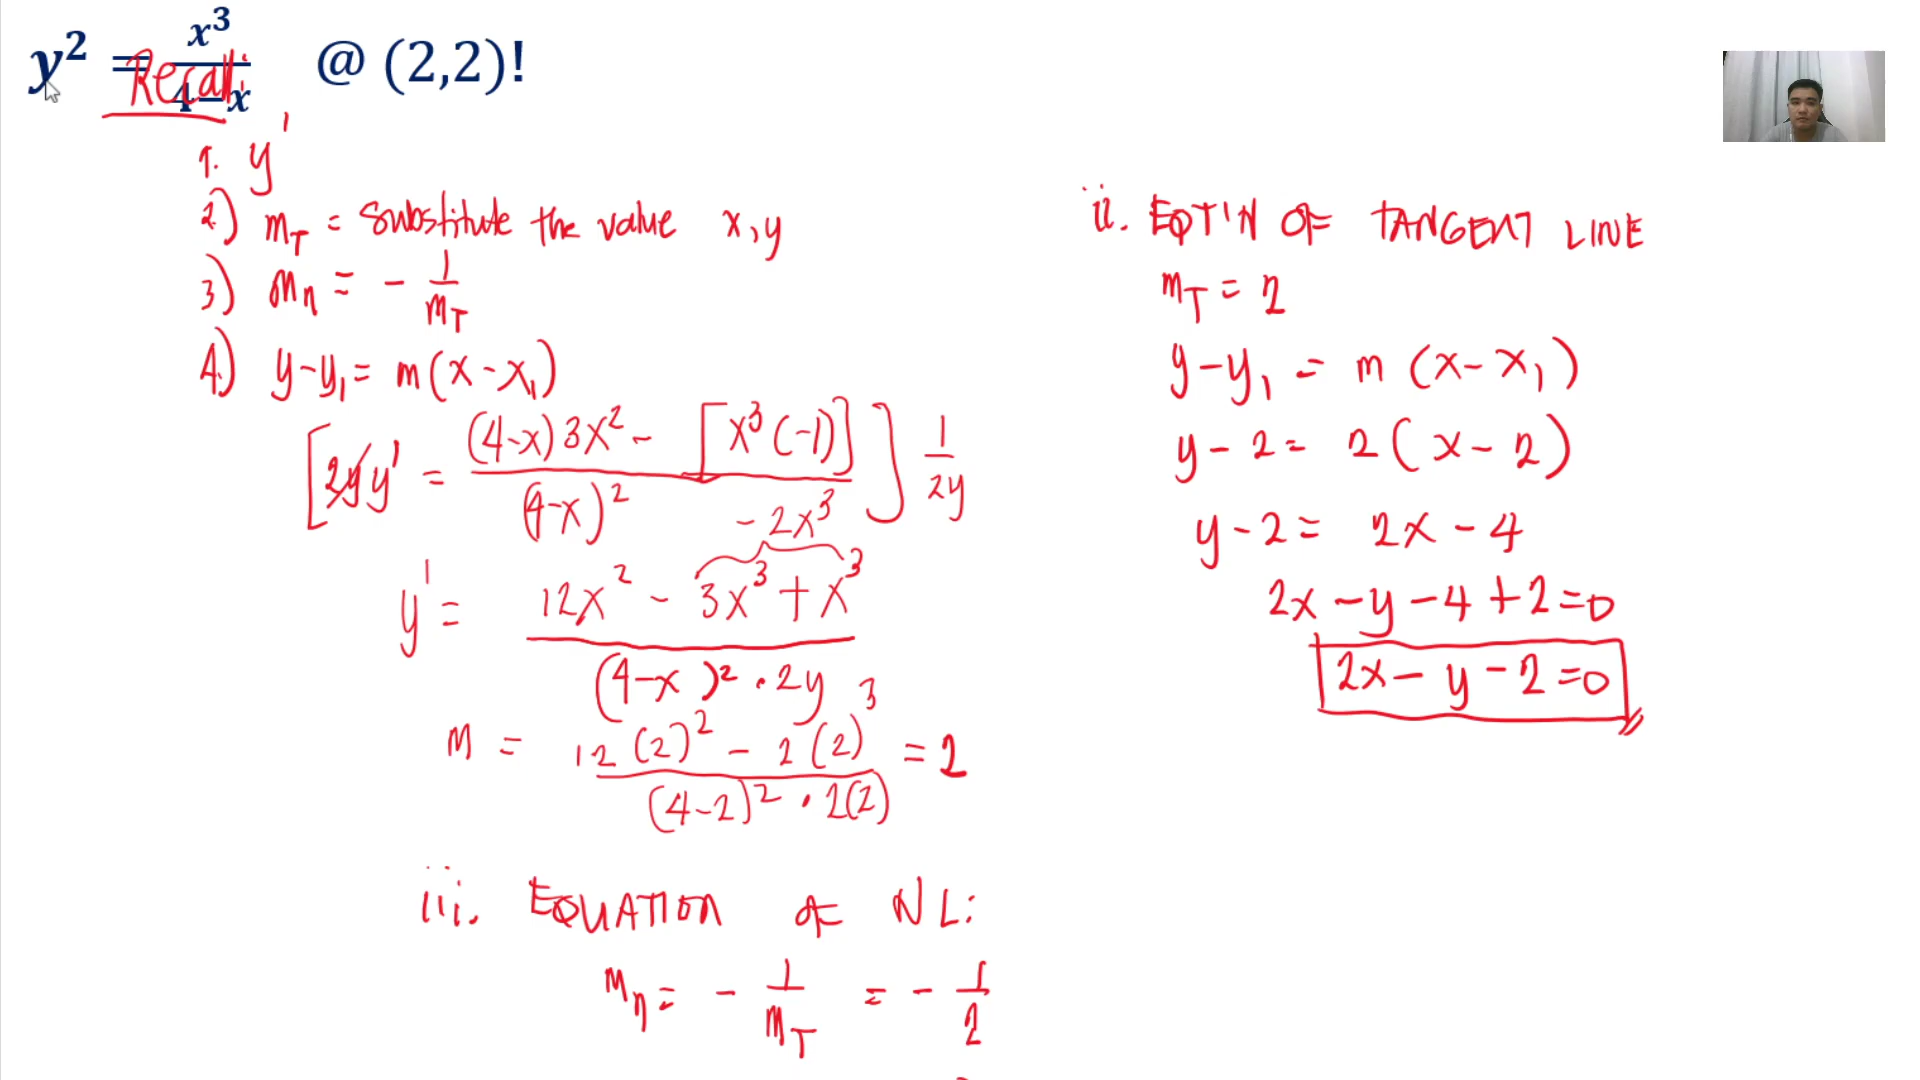 y² = x³/(4-x) @ (2,2)!
Recall:
1. y'
2) m_T = substitute the value x, y
3) m_n = - 1/m_T
4.) y-y₁ = m(x-x₁)
[2yy' = ((4-x)3x² - [x³(-1)])/(4-x)²] 1/2y
-2x³
y' = (12x² - 3x³ + x³)/((4-x)² · 2y)
m = (12(2)² - 2(2)³)/((4-2)² · 2(2)) = 2
iii. EQUATION OF NL:
m_n = - 1/m_T = - 1/2
ii. EQT'N OF TANGENT LINE
m_T = 2
y-y₁ = m(x-x₁)
y-2 = 2(x-2)
y-2 = 2x-4
2x-y-4+2=0
2x-y-2=0